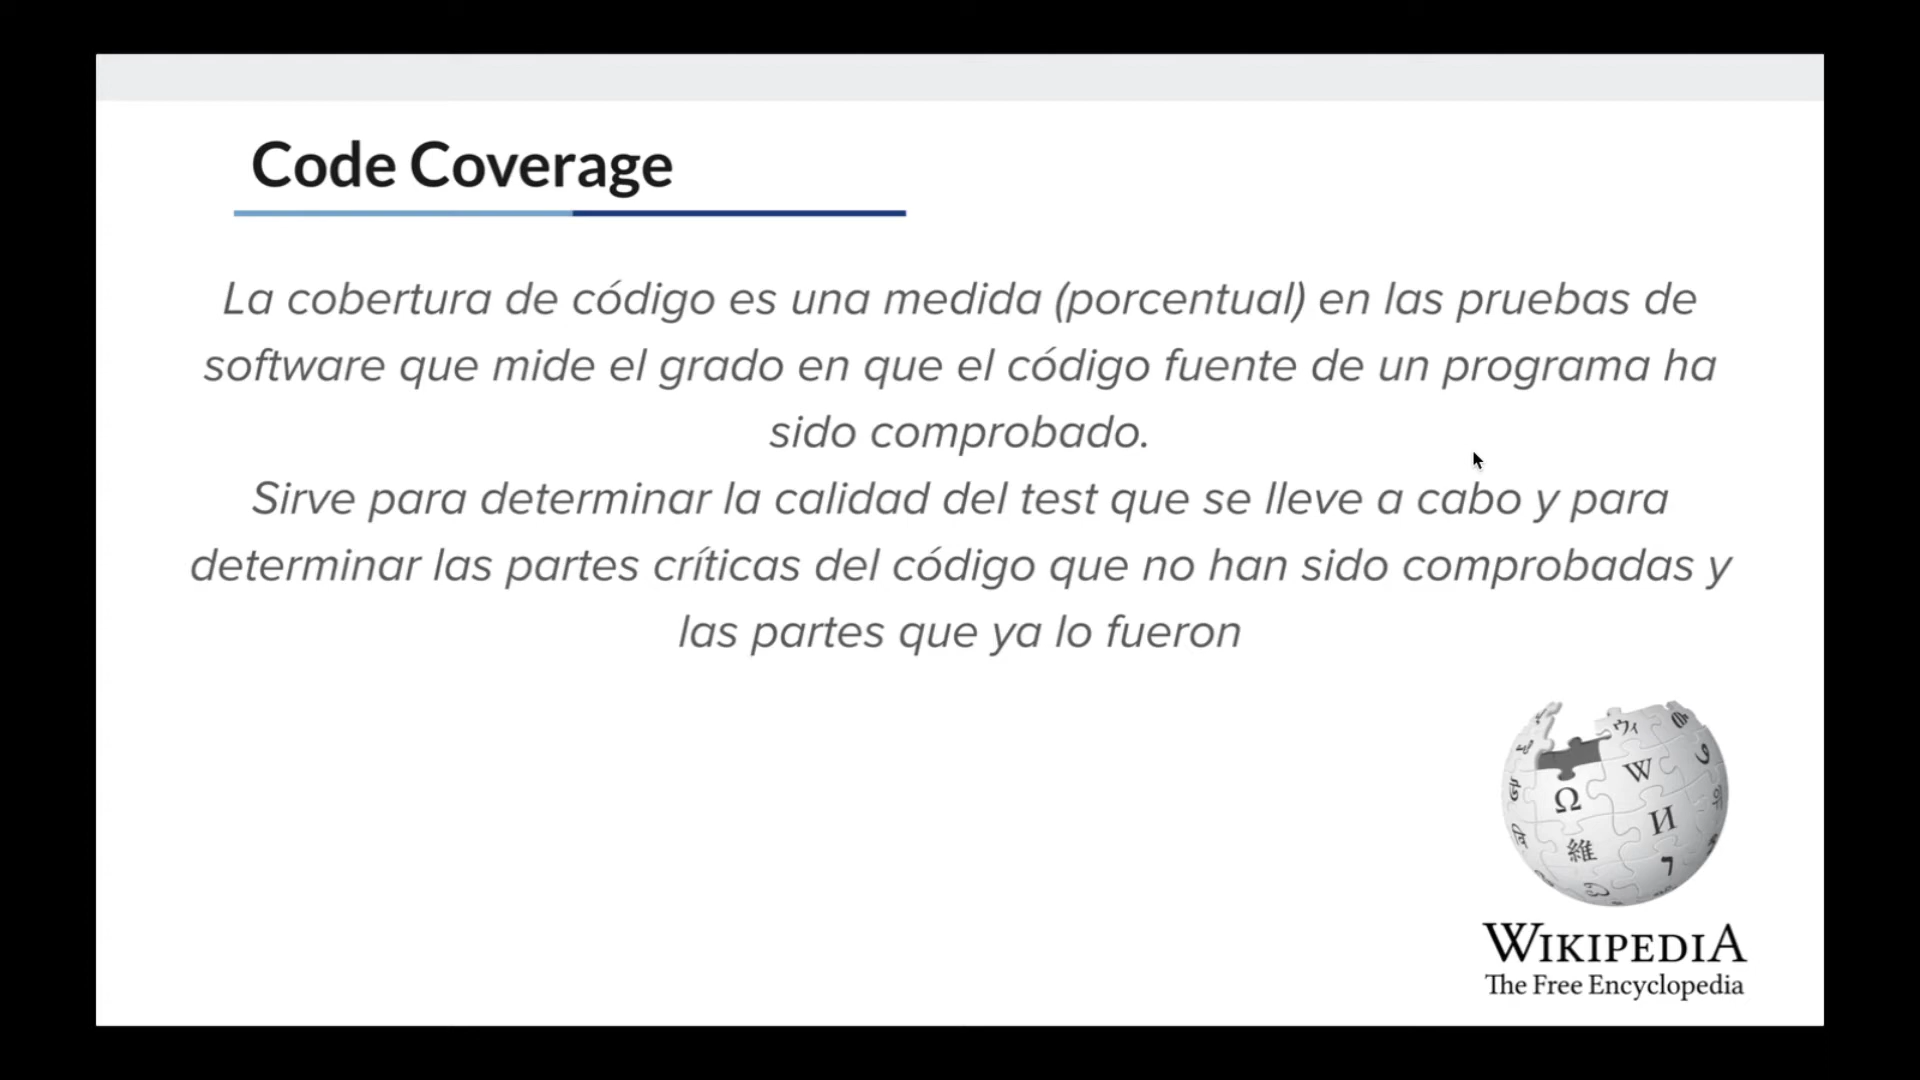 Code Coverage
La cobertura de código es una medida (porcentual) en las pruebas de
software que mide el grado en que el código fuente de un programa ha
sido comprobado.
Sirve para determinar la calidad del test que se lleve a cabo y para
determinar las partes críticas del código que no han sido comprobadas y
las partes que ya lo fueron
Ω
W
И
維
WIKIPEDIA
The Free Encyclopedia